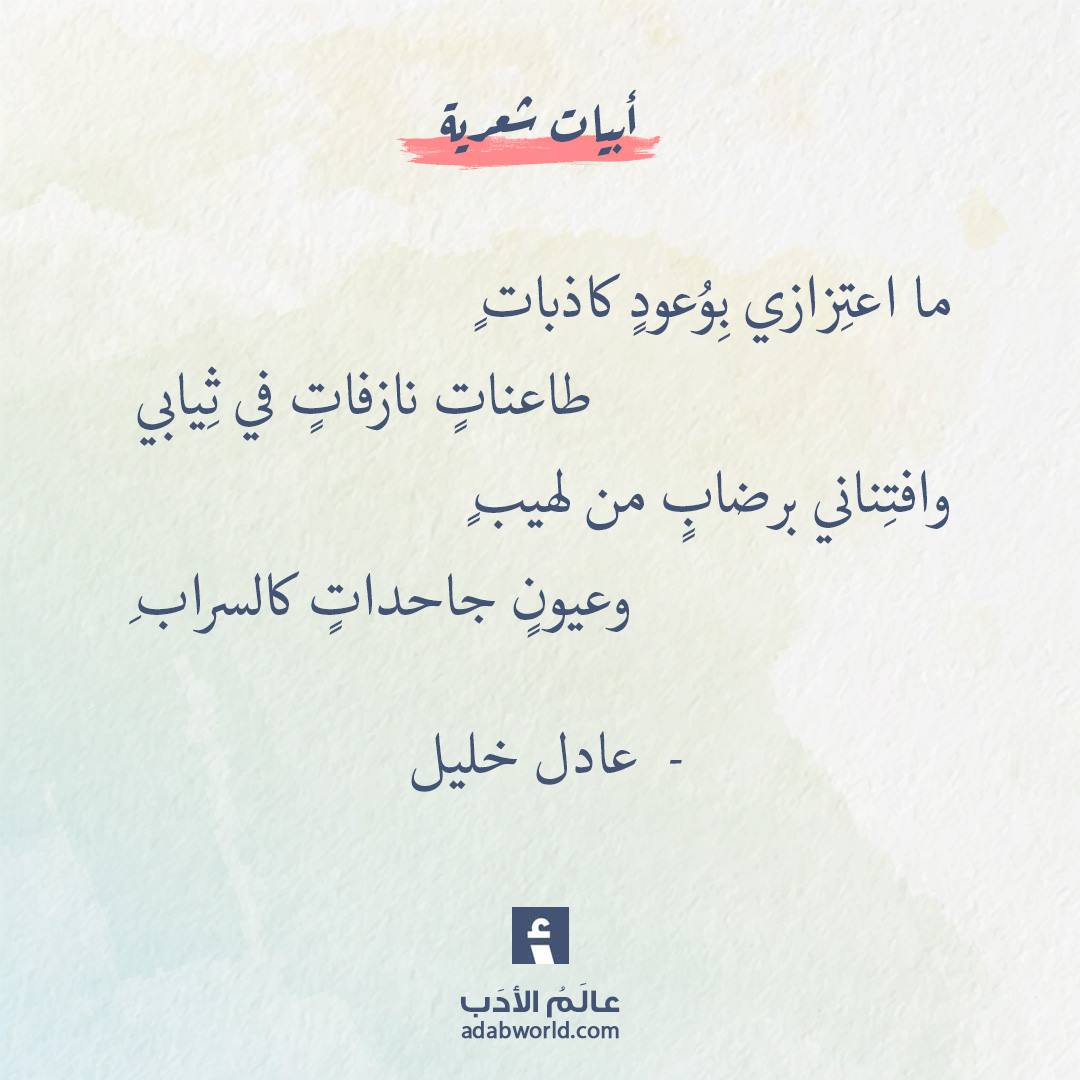 أبيات شعرية
ما اعتِزازي بِوُعودٍ كاذباتٍ
طاعناتٍ نازفاتٍ في ثِيابي
وافتِناني برضابٍ من لهيبٍ
وعيونٍ جاحداتٍ كالسرابِ
- عادل خليل
أ
عالَمُ الأدَب
adabworld.com